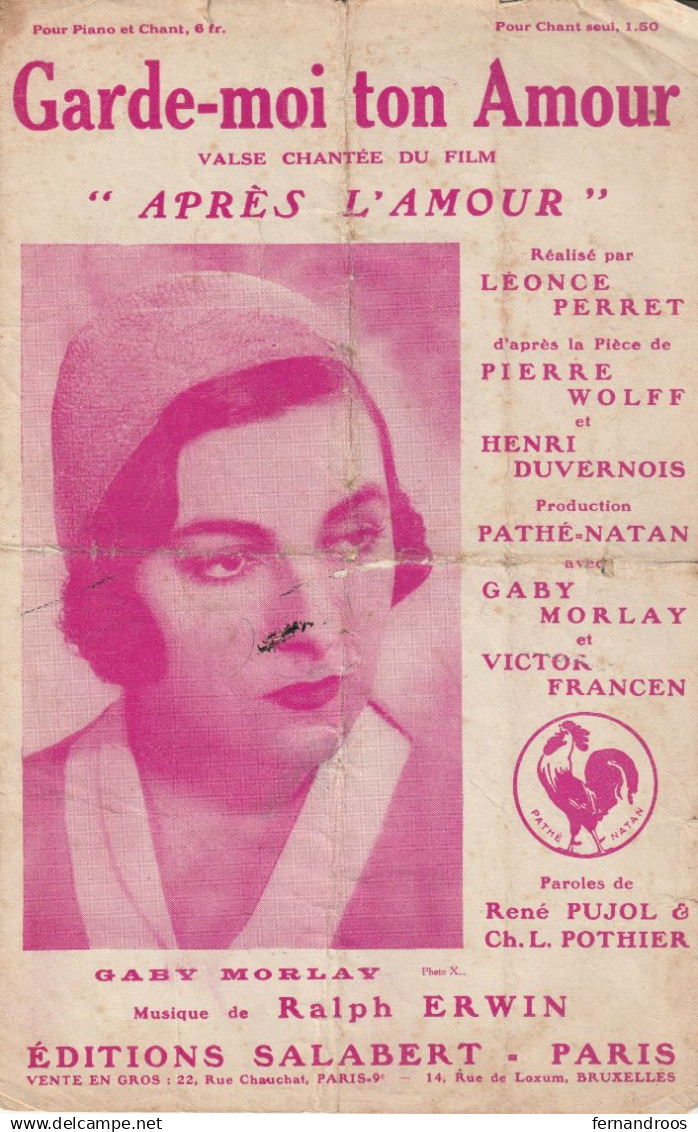 Pour Piano et Chant, 6 fr.
Pour Chant seul, 1.50
Garde-moi ton Amour
VALSE CHANTÉE DU FILM
“ APRÈS L'AMOUR ”
Réalisé par
LÉONCE
PERRET
d'après la Pièce de
PIERRE
WOLFF
et
HENRI
DUVERNOIS
Production
PATHÉ-NATAN
avec
GABY
MORLAY
et
VICTOR
FRANCEN
PATHÉ NATAN
Paroles de
René PUJOL &
Ch. L. POTHIER
GABY MORLAY
Photo X...
Musique de Ralph ERWIN
ÉDITIONS SALABERT - PARIS
VENTE EN GROS : 22, Rue Chauchat, PARIS-9e — 14, Rue de Loxum, BRUXELLES
delcampe.net
fernandroos